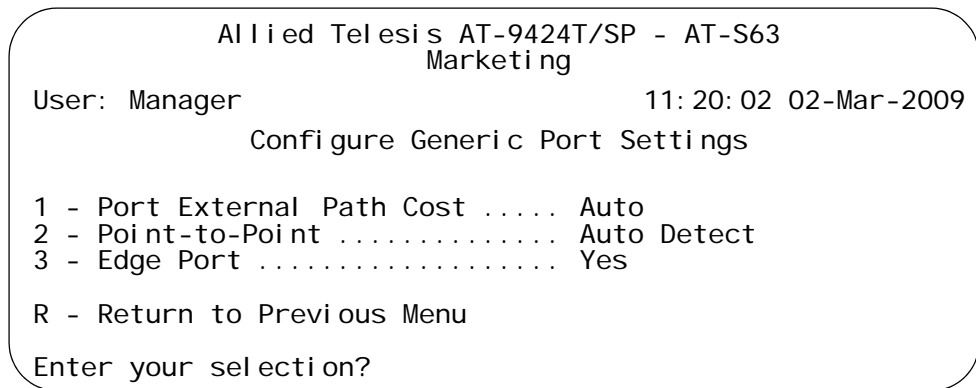 Allied Telesis AT-9424T/SP - AT-S63
Marketing
User: Manager 11:20:02 02-Mar-2009
Configure Generic Port Settings
1 - Port External Path Cost ..... Auto
2 - Point-to-Point .............. Auto Detect
3 - Edge Port ................... Yes
R - Return to Previous Menu
Enter your selection?